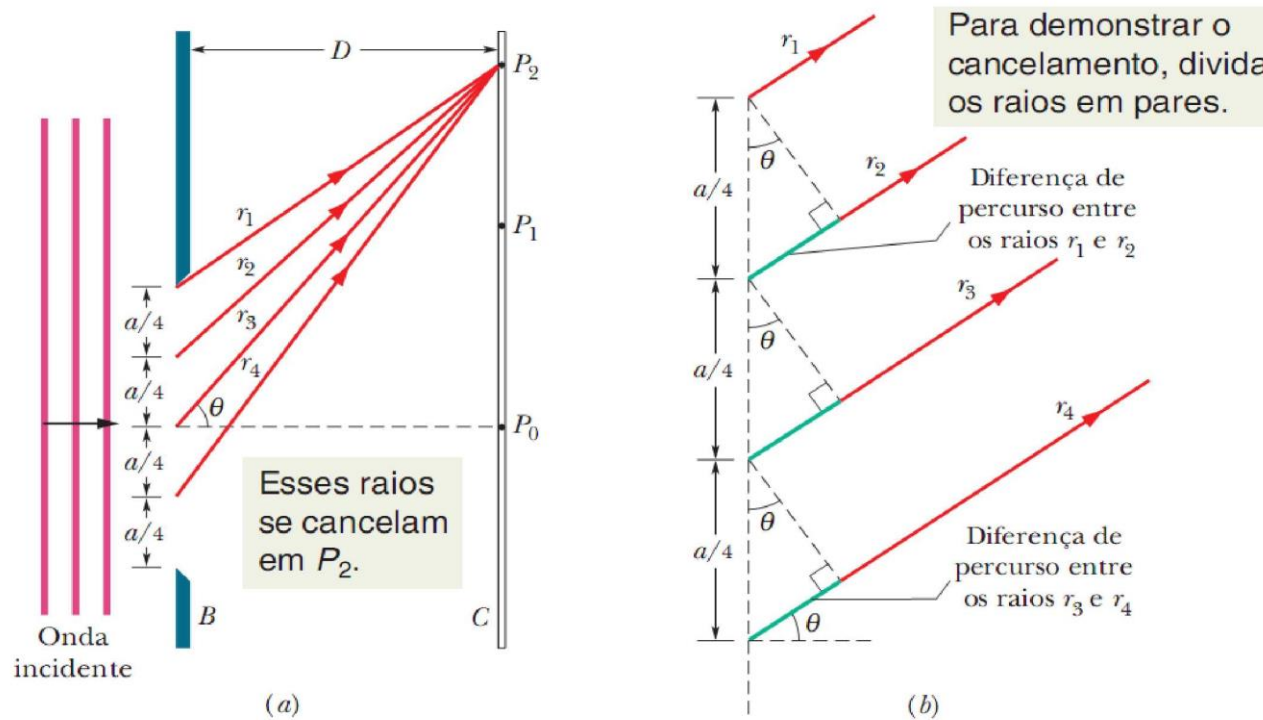 D
P₂
r₁
r₂
P₁
r₃
a/4
r₄
a/4
θ
P₀
a/4
a/4
Esses raios
se cancelam
em P₂.
B
C
Onda
incidente
(a)
Para demonstrar o
cancelamento, divida
os raios em pares.
r₁
θ
r₂
a/4
Diferença de
percurso entre
os raios r₁ e r₂
r₃
θ
a/4
r₄
θ
a/4
Diferença de
percurso entre
os raios r₃ e r₄
θ
(b)